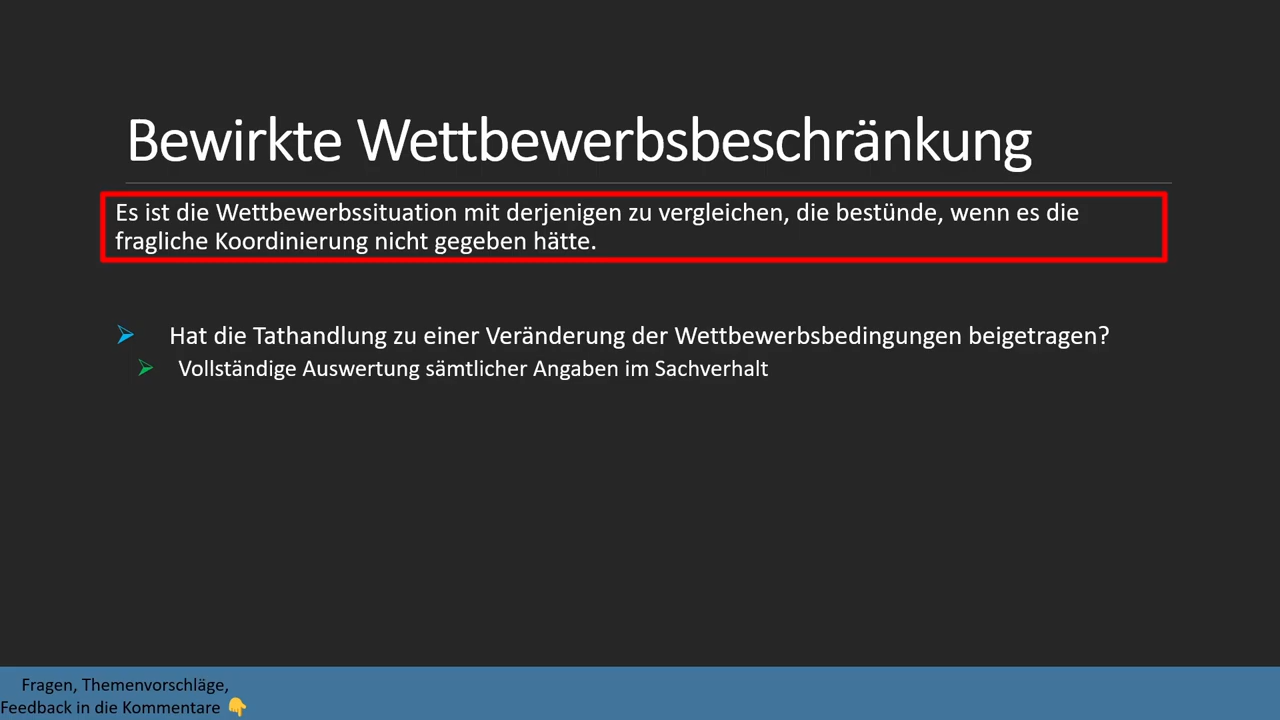 Bewirkte Wettbewerbsbeschränkung
Es ist die Wettbewerbssituation mit derjenigen zu vergleichen, die bestünde, wenn es die
fragliche Koordinierung nicht gegeben hätte.
Hat die Tathandlung zu einer Veränderung der Wettbewerbsbedingungen beigetragen?
Vollständige Auswertung sämtlicher Angaben im Sachverhalt
Fragen, Themenvorschläge,
Feedback in die Kommentare 👇